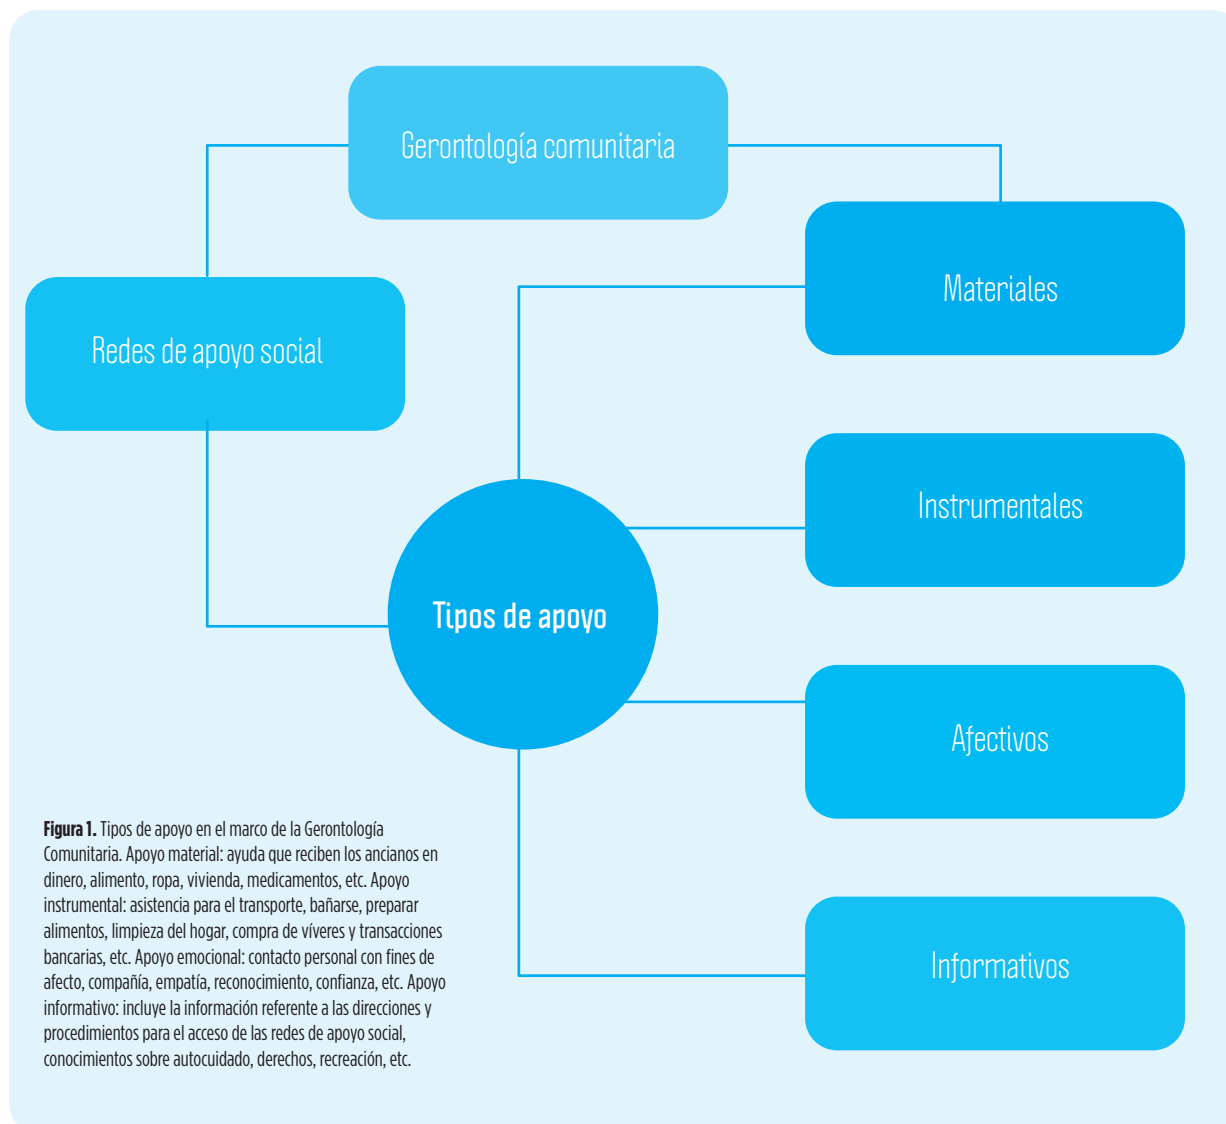 Gerontología comunitaria
Materiales
Redes de apoyo social
Instrumentales
Tipos de apoyo
Afectivos
Informativos
Figura 1. Tipos de apoyo en el marco de la Gerontología
Comunitaria. Apoyo material: ayuda que reciben los ancianos en
dinero, alimento, ropa, vivienda, medicamentos, etc. Apoyo
instrumental: asistencia para el transporte, bañarse, preparar
alimentos, limpieza del hogar, compra de víveres y transacciones
bancarias, etc. Apoyo emocional: contacto personal con fines de
afecto, compañía, empatía, reconocimiento, confianza, etc. Apoyo
informativo: incluye la información referente a las direcciones y
procedimientos para el acceso de las redes de apoyo social,
conocimientos sobre autocuidado, derechos, recreación, etc.